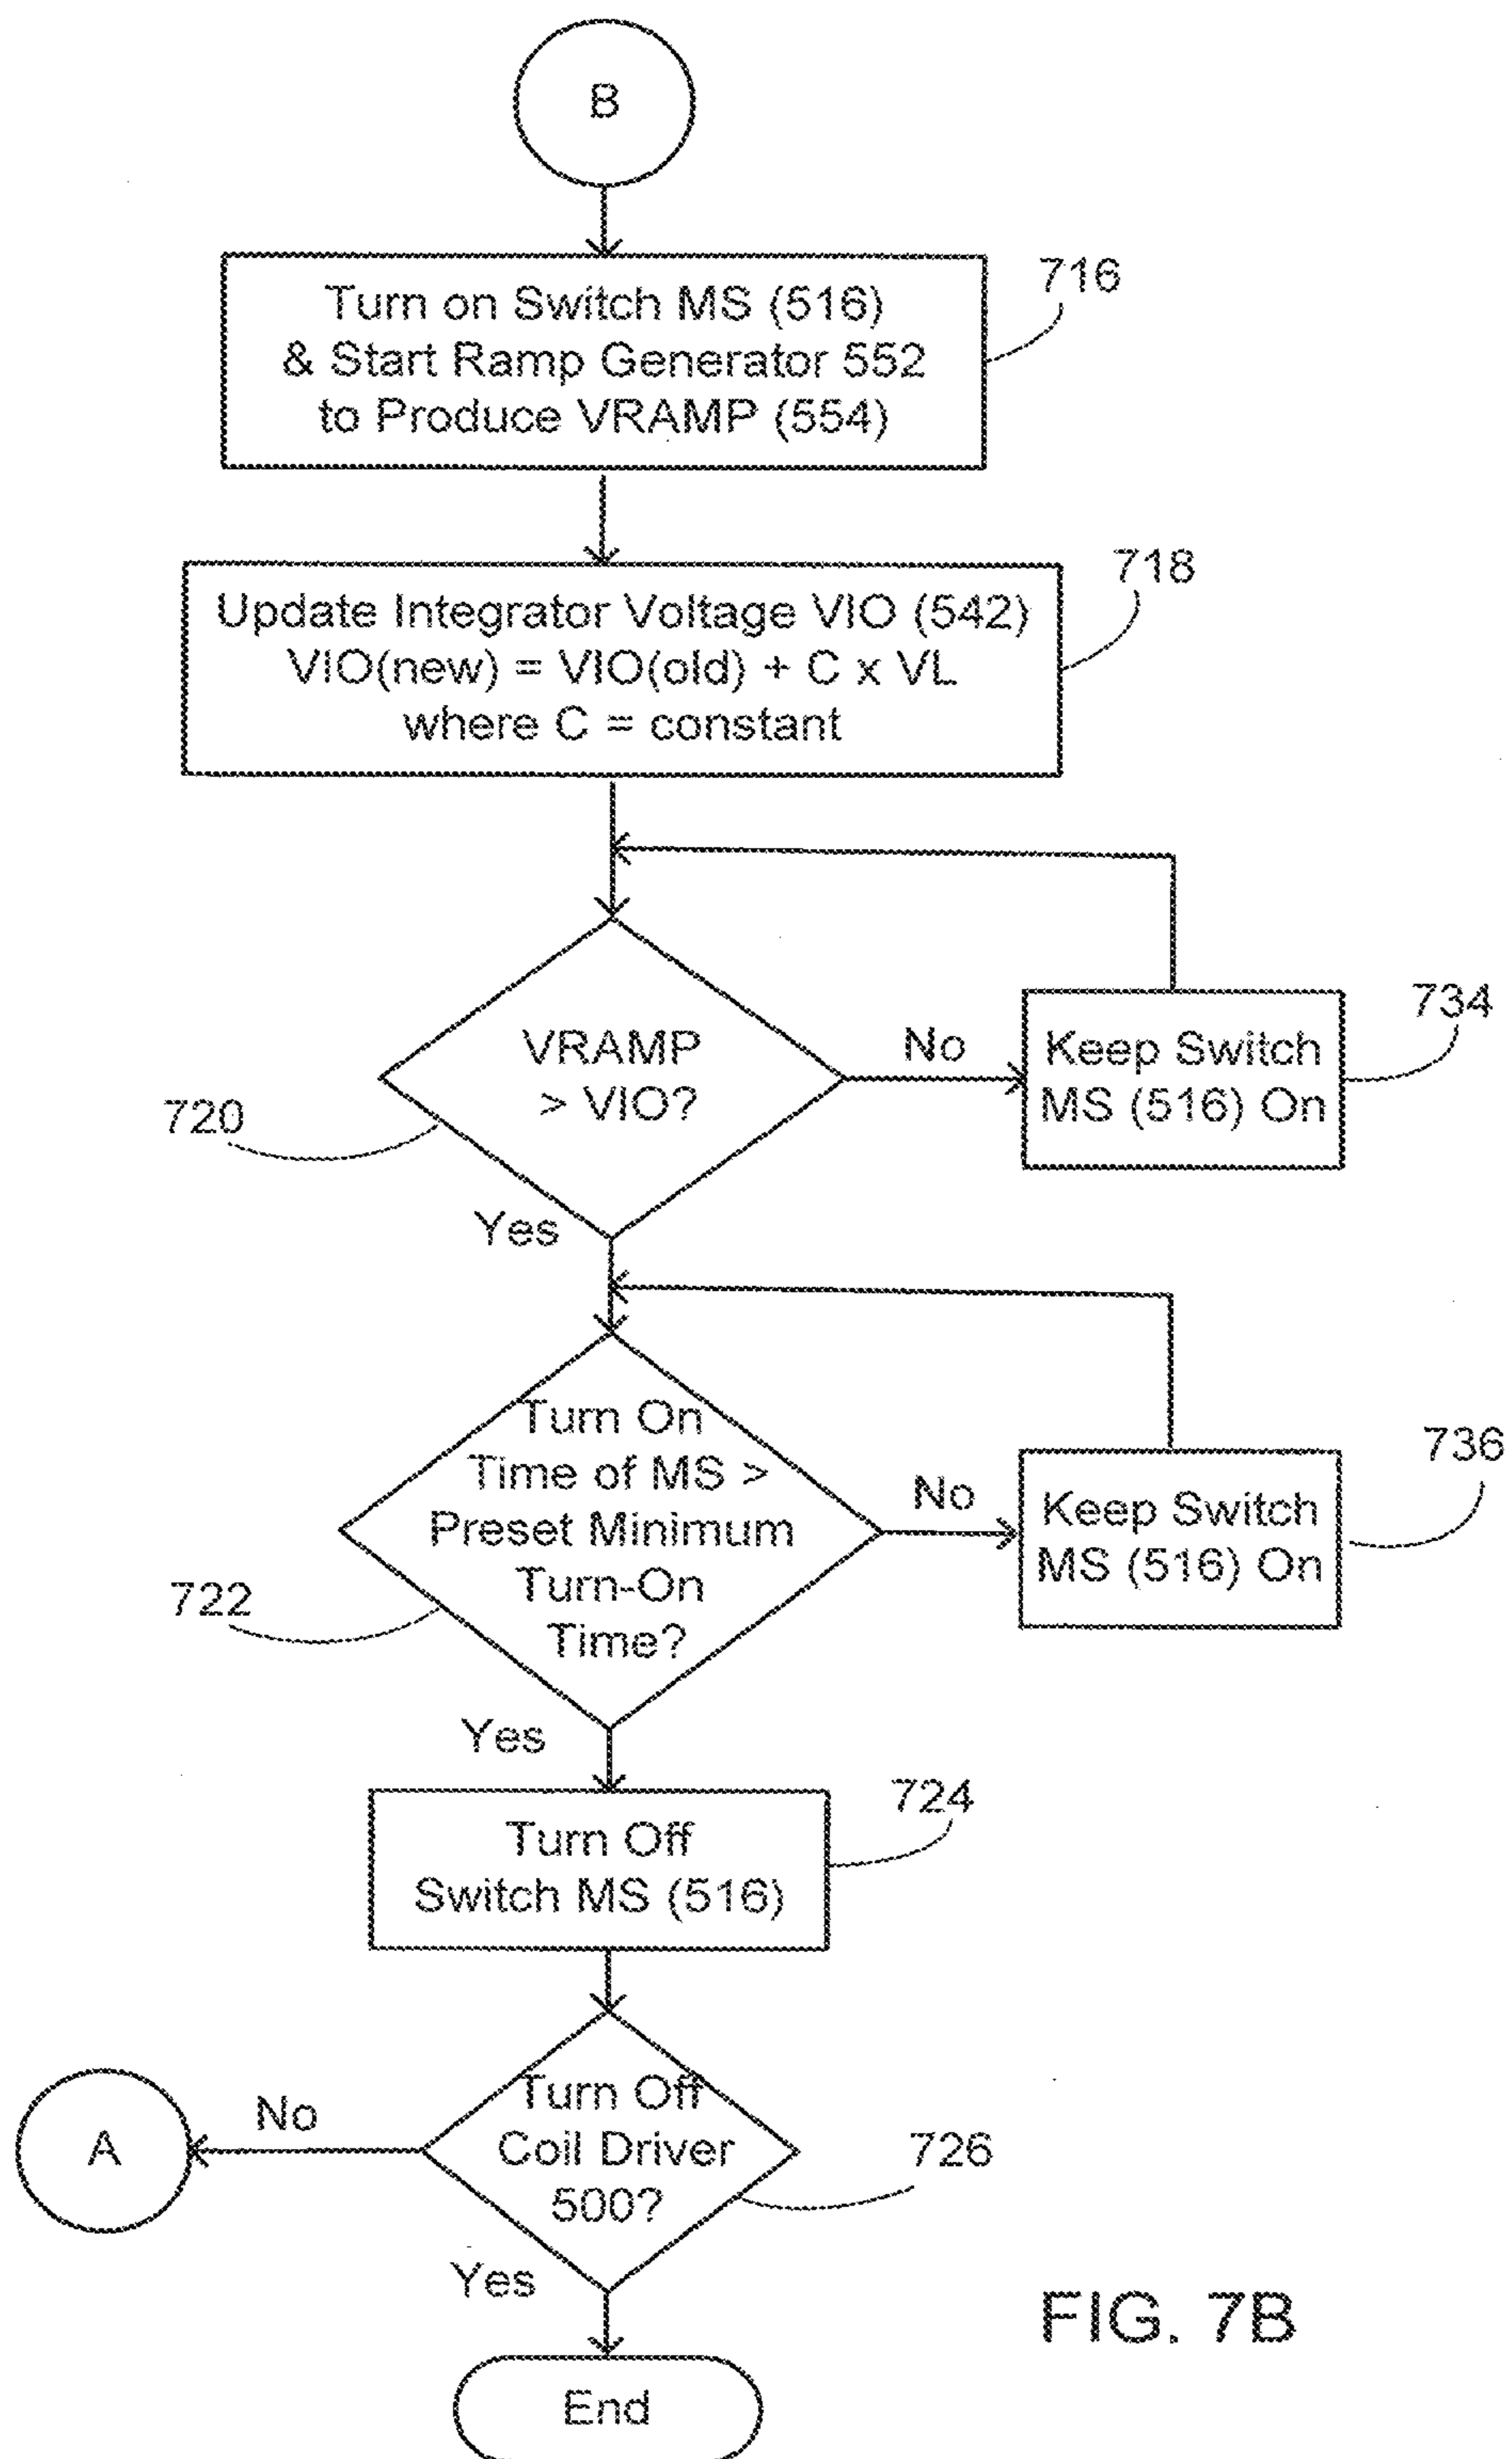 B
Turn on Switch MS (516)
& Start Ramp Generator 552
to Produce VRAMP (554)
716
Update Integrator Voltage VIO (542)
VIO(new) = VIO(old) + C x VL
where C = constant
718
VRAMP
> VIO?
720
No
Keep Switch
MS (516) On
734
Yes
Turn On
Time of MS >
Preset Minimum
Turn-On
Time?
722
No
Keep Switch
MS (516) On
736
Yes
Turn Off
Switch MS (516)
724
Turn Off
Coil Driver
500?
726
No
A
Yes
End
FIG. 7B